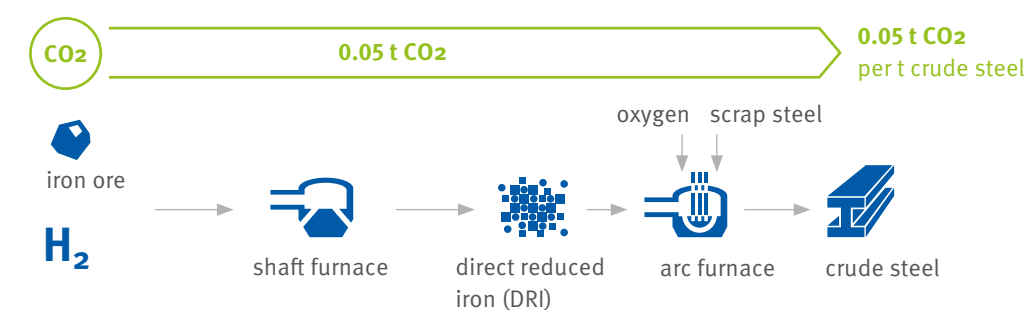 CO2
0.05 t CO2
0.05 t CO2
per t crude steel
oxygen
scrap steel
iron ore
H2
shaft furnace
direct reduced
iron (DRI)
arc furnace
crude steel